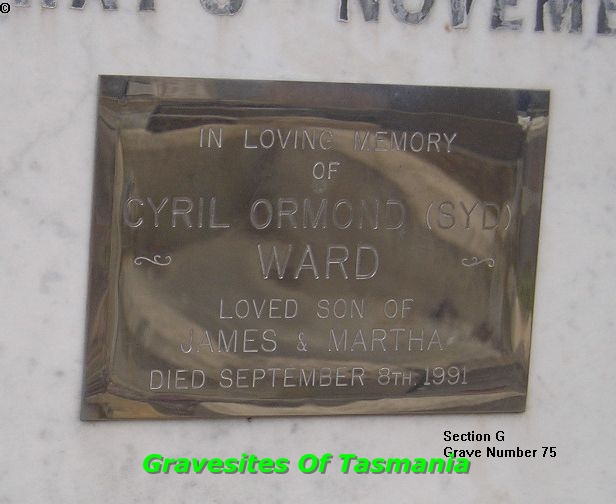 ©
NOVEMB
IN LOVING MEMORY
OF
CYRIL ORMOND (SYD)
WARD
LOVED SON OF
JAMES & MARTHA
DIED SEPTEMBER 8TH. 1991
Section G
Grave Number 75
Gravesites Of Tasmania